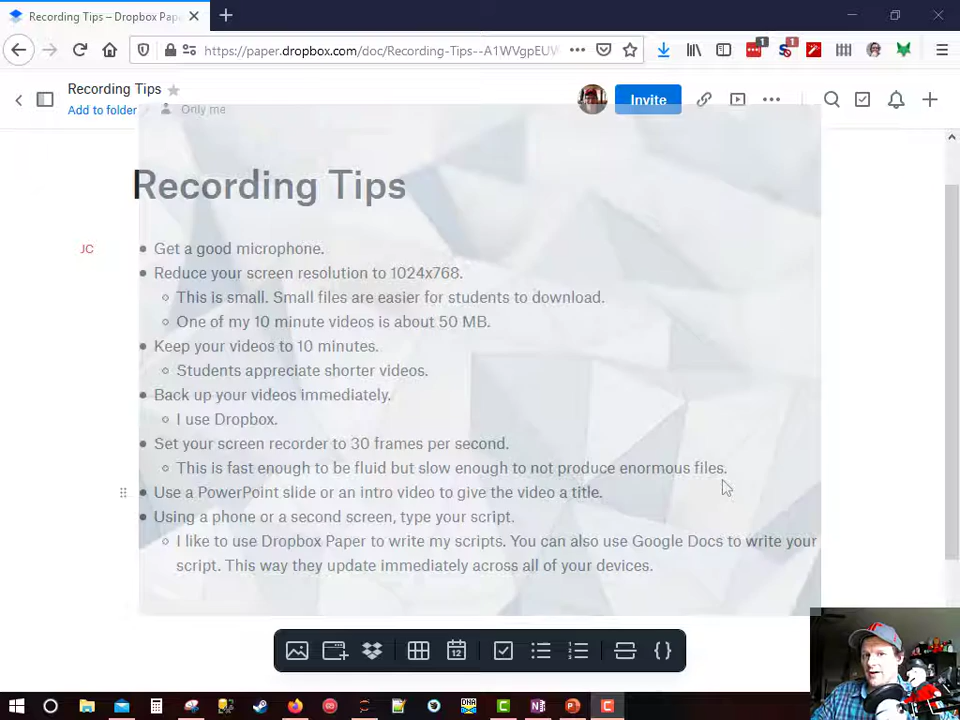 Recording Tips – Dropbox Pap
https://paper.dropbox.com/doc/Recording-Tips--A1WVgpEUV
1
1
Recording Tips
Invite
Add to folder
Only me
Recording Tips
JC
Get a good microphone.
Reduce your screen resolution to 1024x768.
This is small. Small files are easier for students to download.
One of my 10 minute videos is about 50 MB.
Keep your videos to 10 minutes.
Students appreciate shorter videos.
Back up your videos immediately.
I use Dropbox.
Set your screen recorder to 30 frames per second.
This is fast enough to be fluid but slow enough to not produce enormous files.
Use a PowerPoint slide or an intro video to give the video a title.
Using a phone or a second screen, type your script.
I like to use Dropbox Paper to write my scripts. You can also use Google Docs to write your
script. This way they update immediately across all of your devices.